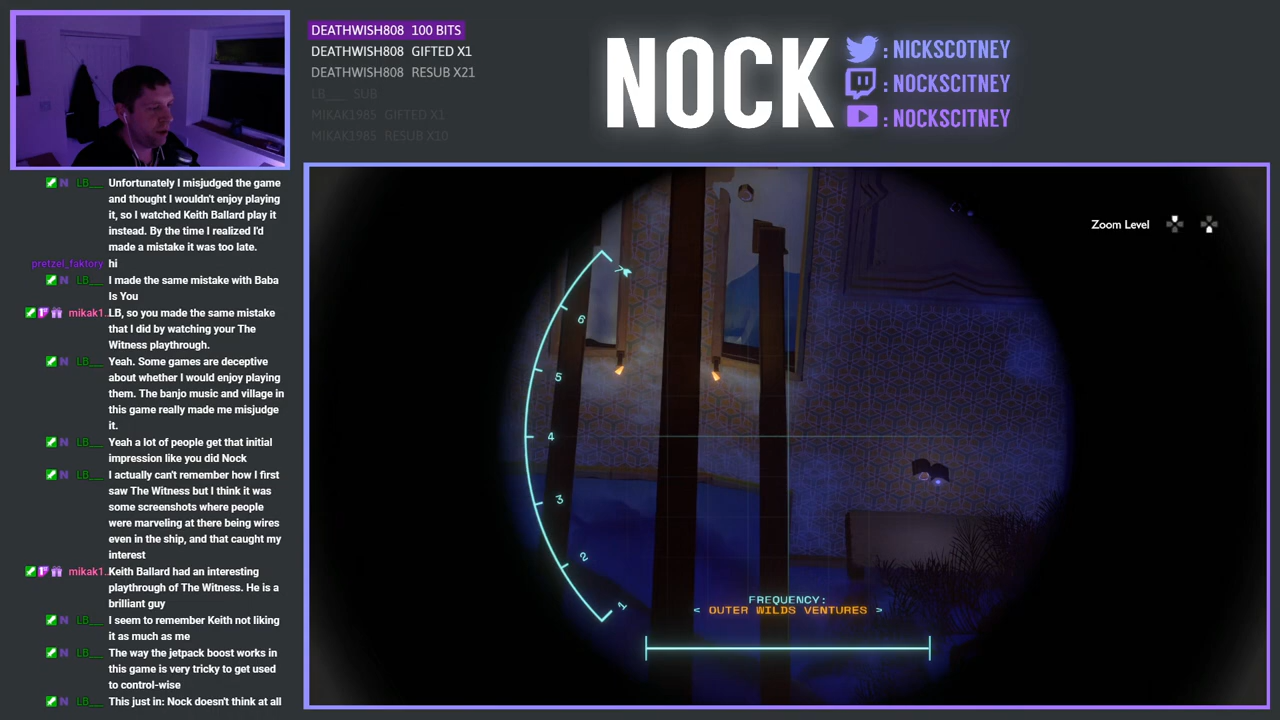 DEATHWISH808 100 BITS
DEATHWISH808 GIFTED X1
DEATHWISH808 RESUB X21
LB___ SUB
MIKAK1985 GIFTED X1
MIKAK1985 RESUB X10
NOCK
: NICKSCOTNEY
: NOCKSCITNEY
: NOCKSCITNEY
N LB___ Unfortunately I misjudged the game
and thought I wouldn't enjoy playing
it, so I watched Keith Ballard play it
instead. By the time I realized I'd
made a mistake it was too late.
pretzel_faktory hi
N LB___ I made the same mistake with Baba
Is You
mikak1.. LB, so you made the same mistake
that I did by watching your The
Witness playthrough.
N LB___ Yeah. Some games are deceptive
about whether I would enjoy playing
them. The banjo music and village in
this game really made me misjudge
it.
N LB___ Yeah a lot of people get that initial
impression like you did Nock
N LB___ I actually can't remember how I first
saw The Witness but I think it was
some screenshots where people
were marveling at there being wires
even in the ship, and that caught my
interest
mikak1.. Keith Ballard had an interesting
playthrough of The Witness. He is a
brilliant guy
N LB___ I seem to remember Keith not liking
it as much as me
N LB___ The way the jetpack boost works in
this game is very tricky to get used
to control-wise
N LB___ This just in: Nock doesn't think at all
Zoom Level
6
5
4
3
2
1
FREQUENCY:
< OUTER WILDS VENTURES >